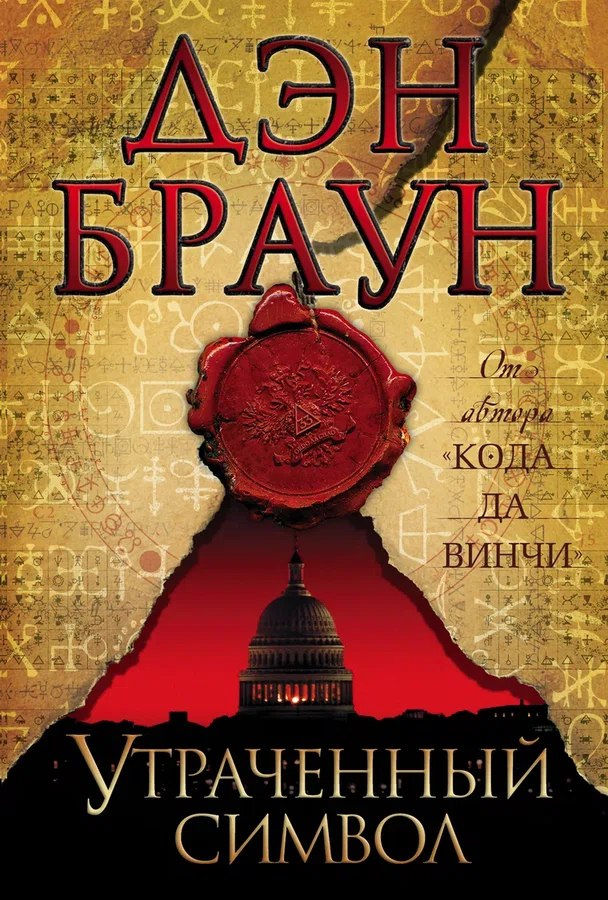 ДЭН
БРАУН
От
автора
«КОДА
ДА
ВИНЧИ»
УТРАЧЕННЫЙ
СИМВОЛ